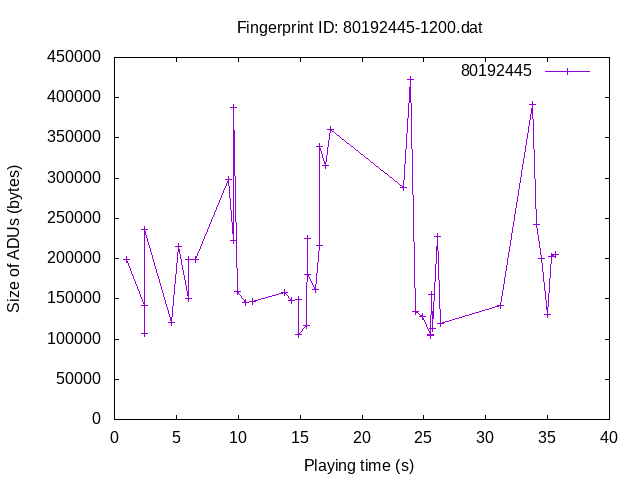 Fingerprint ID: 80192445-1200.dat
80192445
Size of ADUs (bytes)
450000
400000
350000
300000
250000
200000
150000
100000
50000
0
0 5 10 15 20 25 30 35 40
Playing time (s)